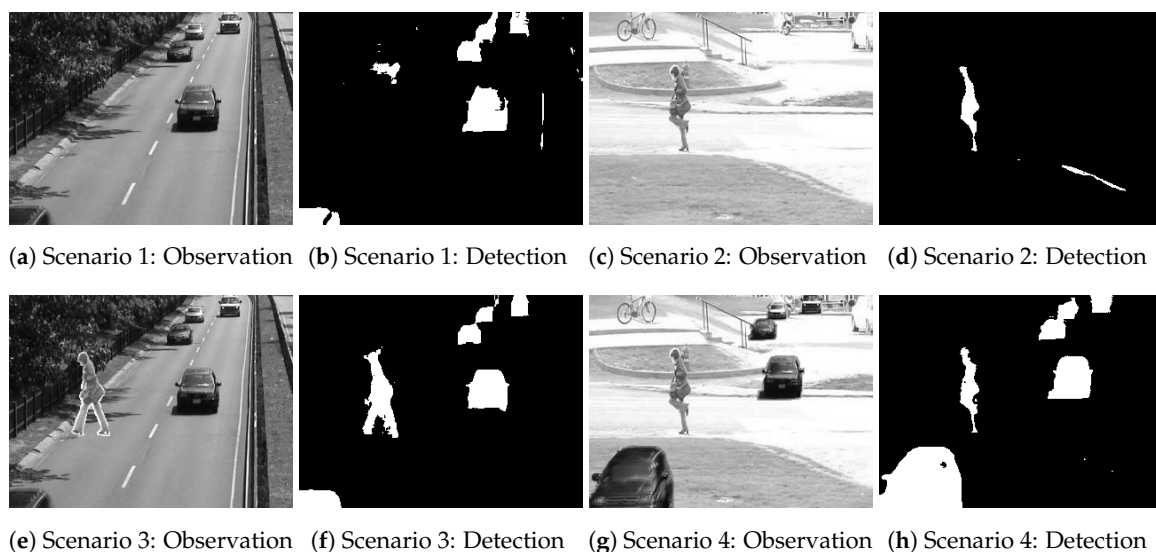 (a) Scenario 1: Observation (b) Scenario 1: Detection (c) Scenario 2: Observation (d) Scenario 2: Detection
(e) Scenario 3: Observation (f) Scenario 3: Detection (g) Scenario 4: Observation (h) Scenario 4: Detection